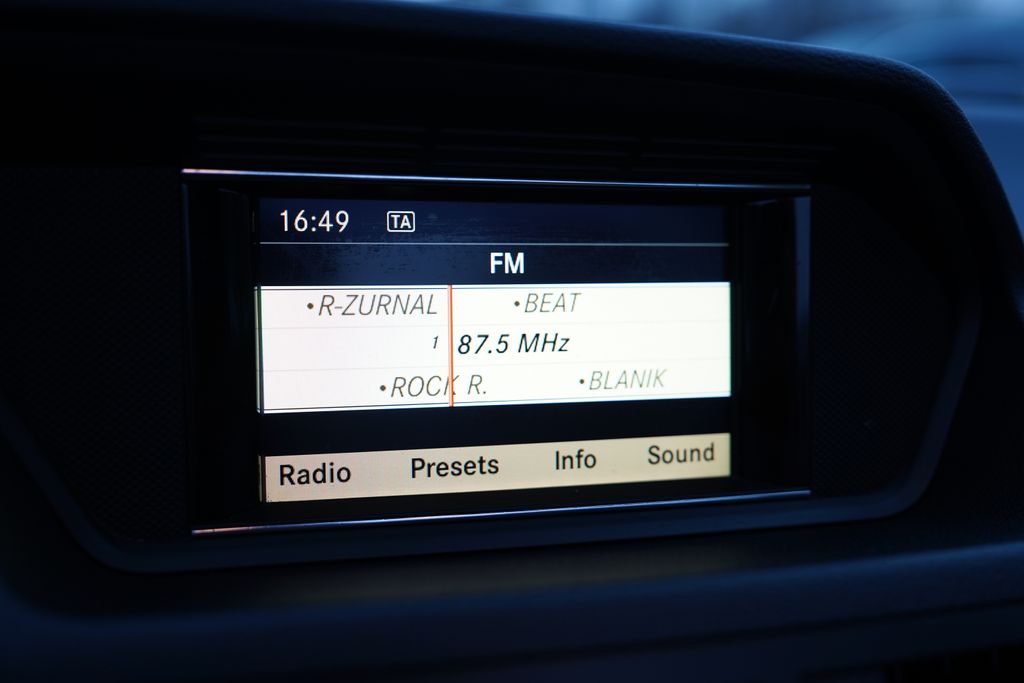 16:49 TA
FM
•R-ZURNAL •BEAT
1 87.5 MHz
•ROCK R. •BLANIK
Radio Presets Info Sound